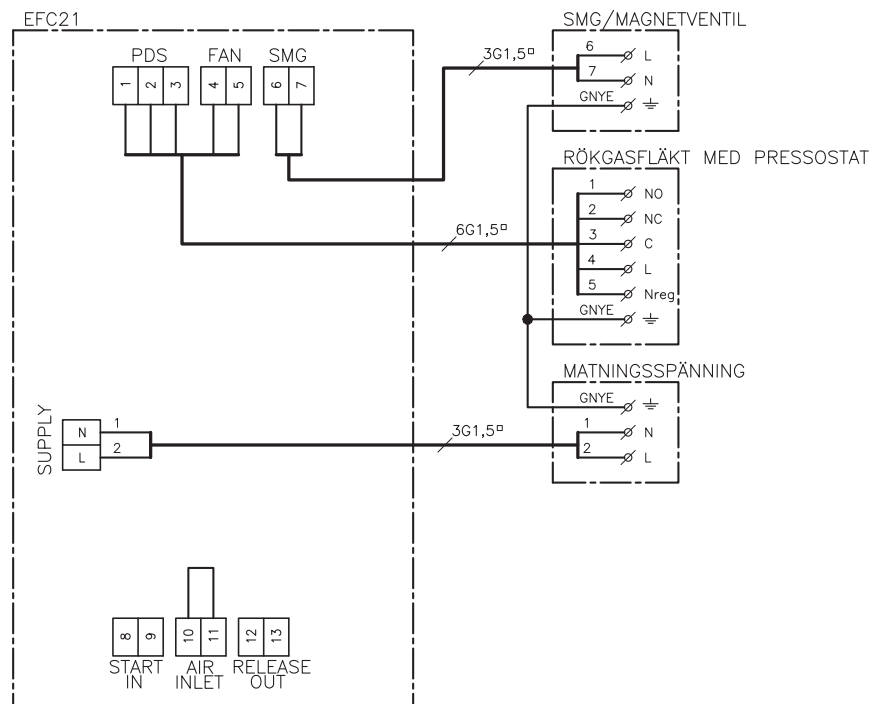 EFC21
PDS FAN SMG
1 2 3 4 5 6 7
3G1,5□
SMG/MAGNETVENTIL
6 L
7 N
GNYE
RÖKGASFLÄKT MED PRESSOSTAT
1 NO
2 NC
3 C
4 L
5 Nreg
GNYE
6G1,5□
MATNINGSSPÄNNING
GNYE
1 N
2 L
3G1,5□
SUPPLY
N 1
L 2
8 9 10 11 12 13
START IN
AIR INLET
RELEASE OUT